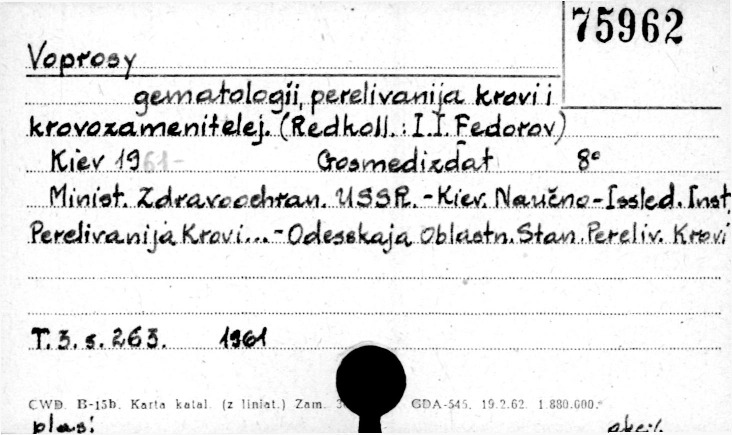 75962
Voprosy
gematologii, perelivanija krovi i
krovozamenitelej. (Redkoll.: I.I. Fedorov)
Kiev 1961- Gosmedizdat 8°
Minist. Zdravoochran. USSR. - Kiev. Naučno-Issled. Inst.
Perelivanija Krovi... - Odesskaja Oblastn. Stan. Pereliv. Krovi
T. 3. s. 263. 1961
CWD. B-15b. Karta katal. (z liniat.) Zam. GDA-545. 19.2.62. 1.880.000.